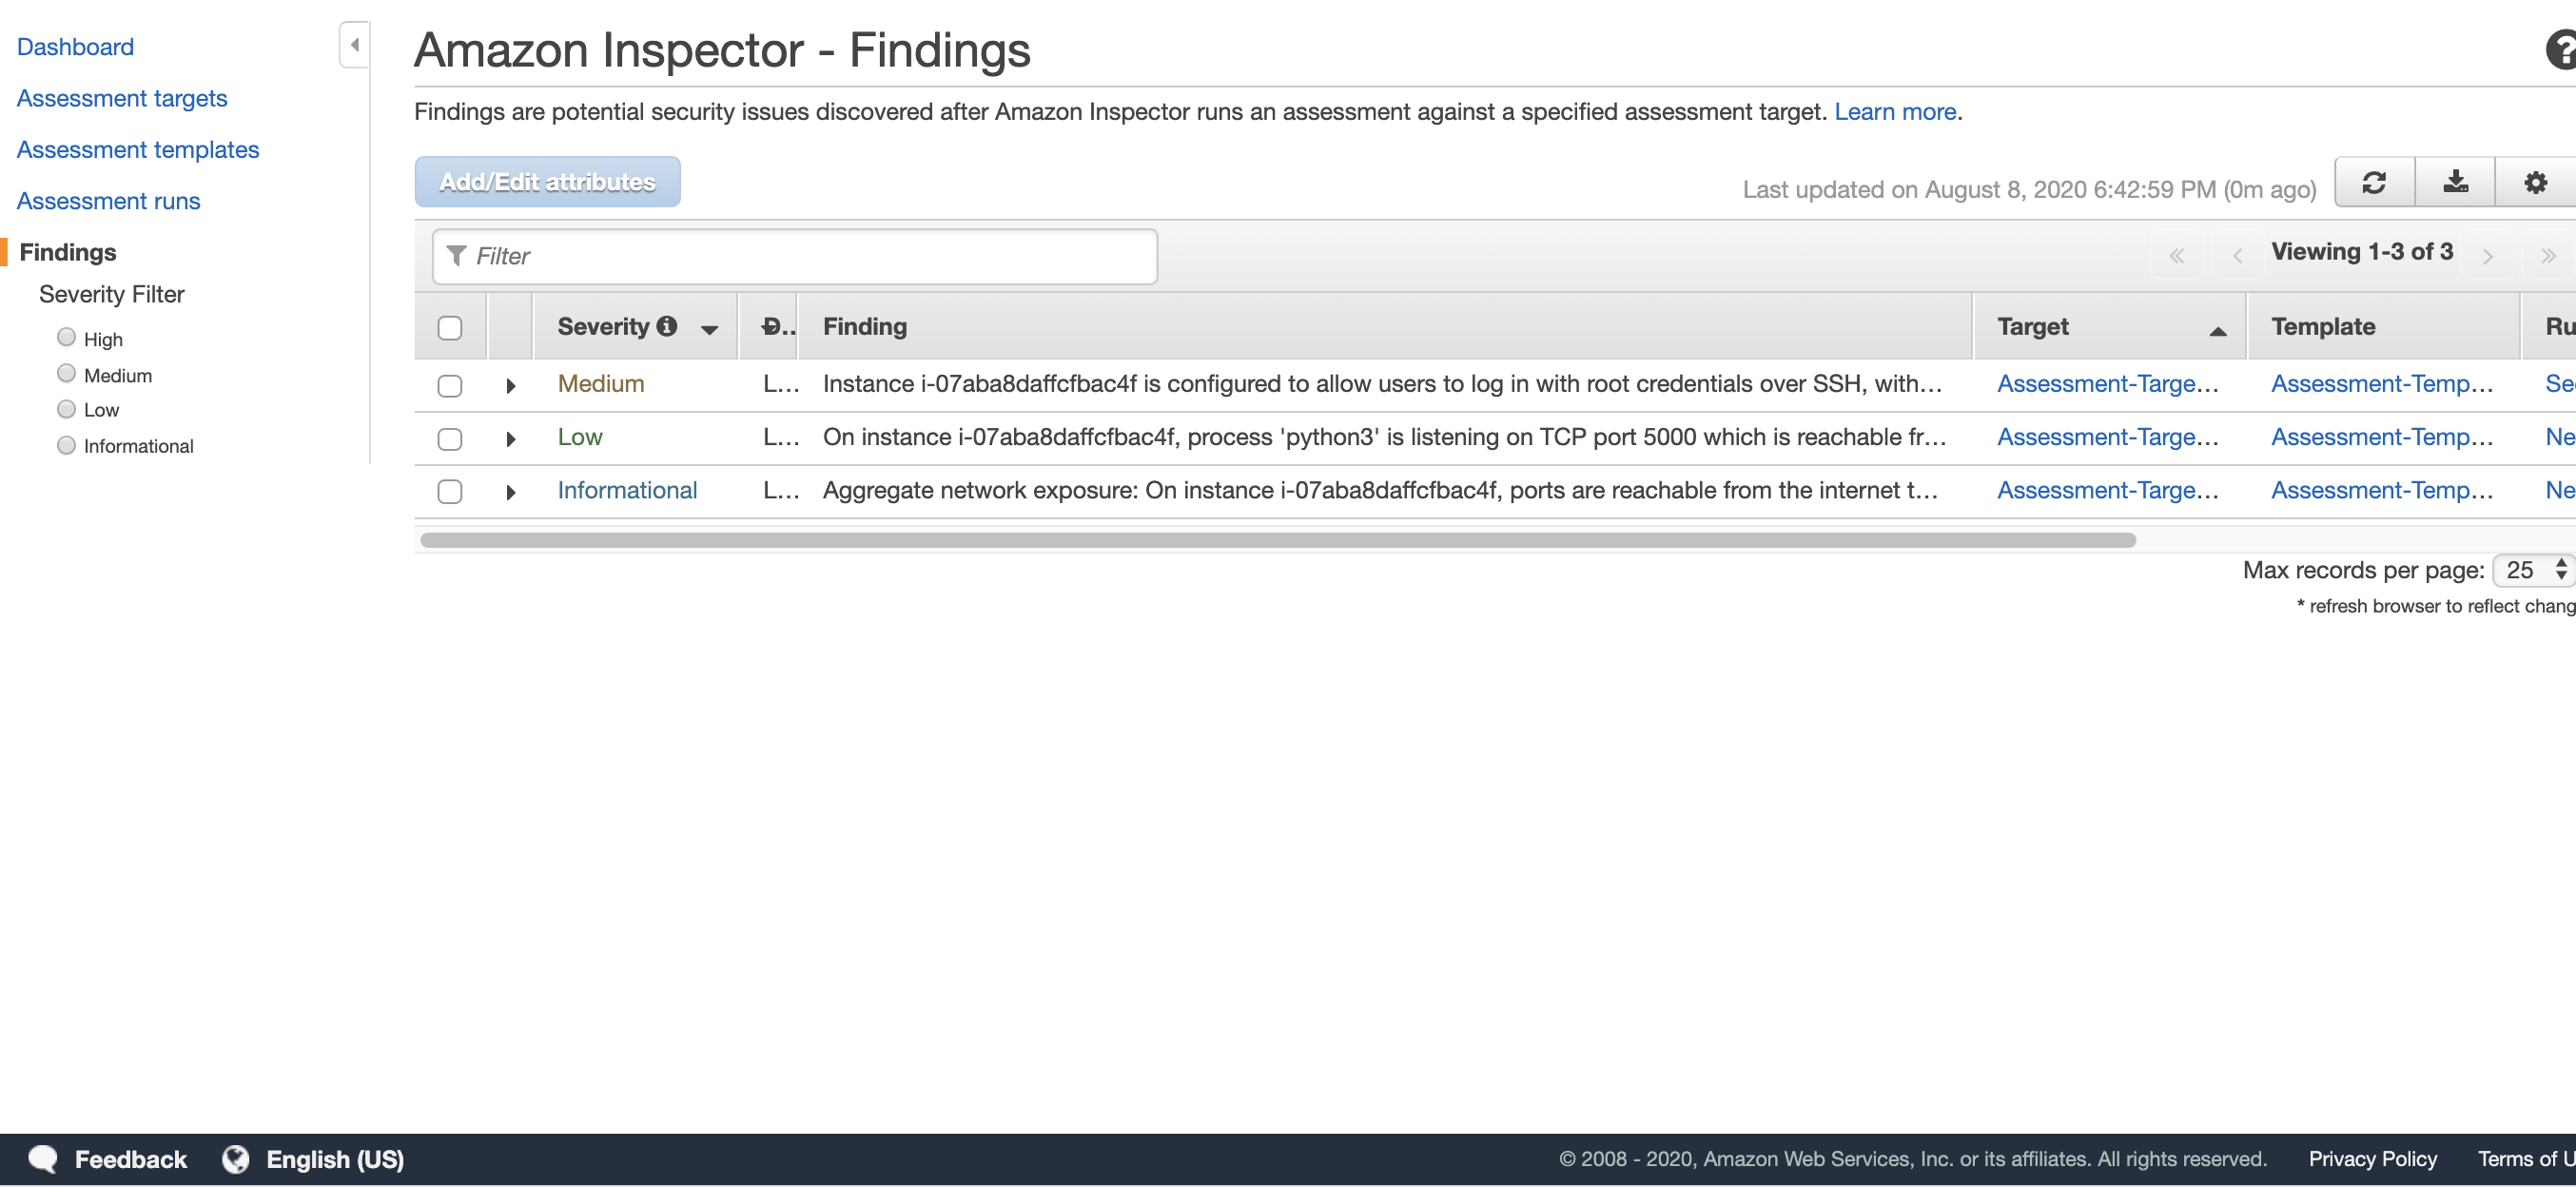 Dashboard
Assessment targets
Assessment templates
Assessment runs
Findings
Severity Filter
High
Medium
Low
Informational
Amazon Inspector - Findings
?
Findings are potential security issues discovered after Amazon Inspector runs an assessment against a specified assessment target. Learn more.
Add/Edit attributes
Last updated on August 8, 2020 6:42:59 PM (0m ago)
Filter
« ‹ Viewing 1-3 of 3 › »
Severity D.. Finding Target Template Ru
Medium L... Instance i-07aba8daffcfbac4f is configured to allow users to log in with root credentials over SSH, with... Assessment-Targe... Assessment-Temp... Se
Low L... On instance i-07aba8daffcfbac4f, process 'python3' is listening on TCP port 5000 which is reachable fr... Assessment-Targe... Assessment-Temp... Ne
Informational L... Aggregate network exposure: On instance i-07aba8daffcfbac4f, ports are reachable from the internet t... Assessment-Targe... Assessment-Temp... Ne
Max records per page: 25
* refresh browser to reflect chang
Feedback English (US) © 2008 - 2020, Amazon Web Services, Inc. or its affiliates. All rights reserved. Privacy Policy Terms of U